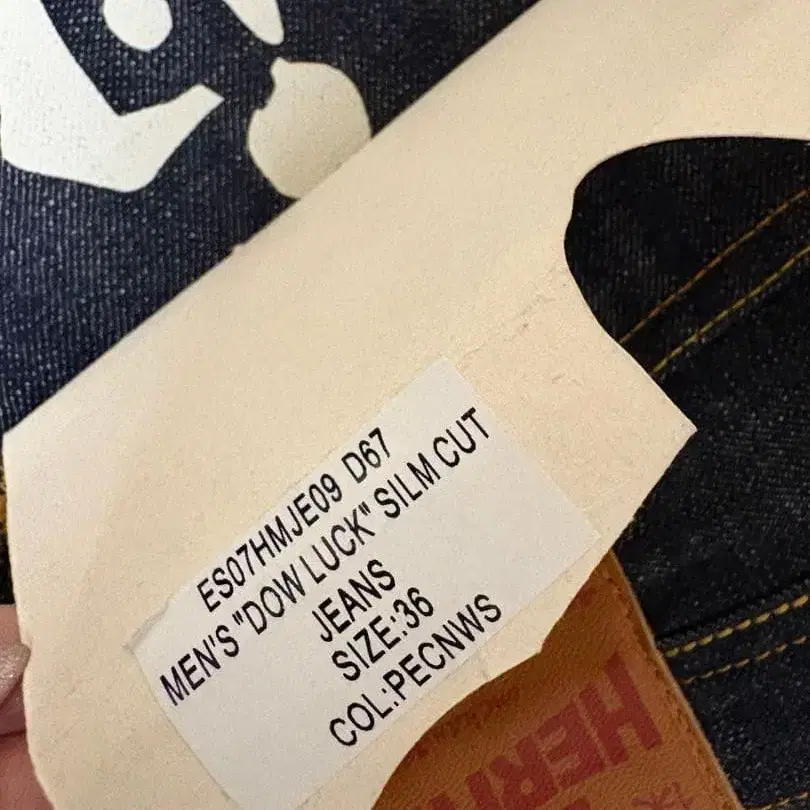 ES07HMJE09 D67
MEN'S "DOW LUCK" SILM CUT
JEANS
SIZE:36
COL:PECNWS